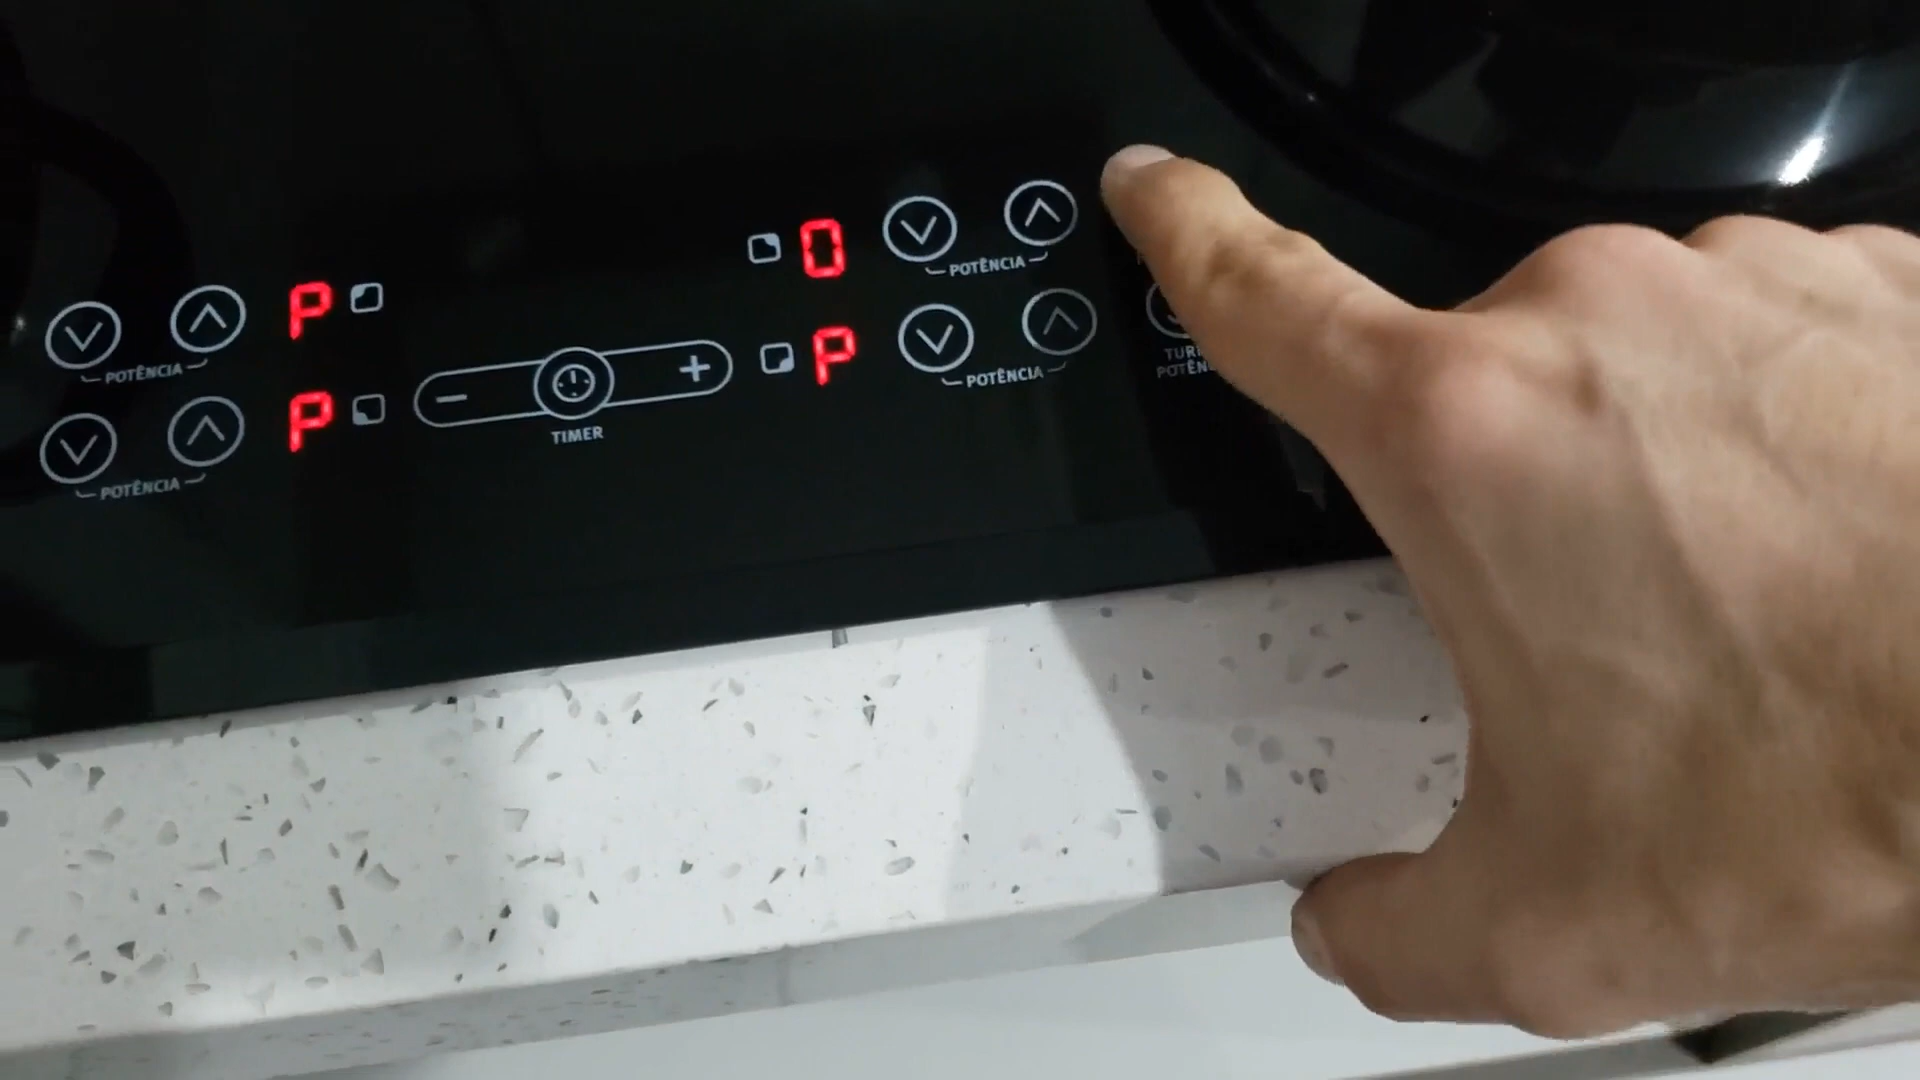 0
POTÊNCIA
P
POTÊNCIA
P
POTÊNCIA
P
POTÊNCIA
- +
TIMER